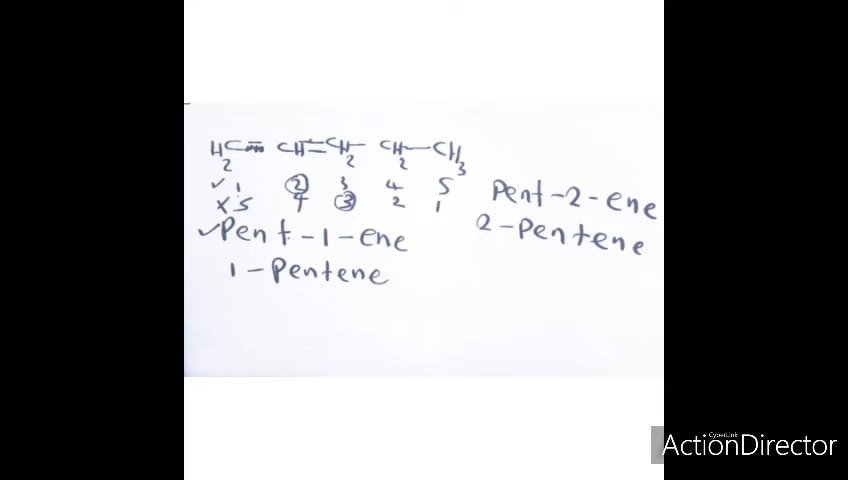 H₂C= CH=CH₂- CH₂-CH₃
✓ 1 2 3 4 5
x 5 4 3 2 1
✓Pent-1-ene
1-Pentene
Pent-2-ene
2-pentene
CyberLink
ActionDirector